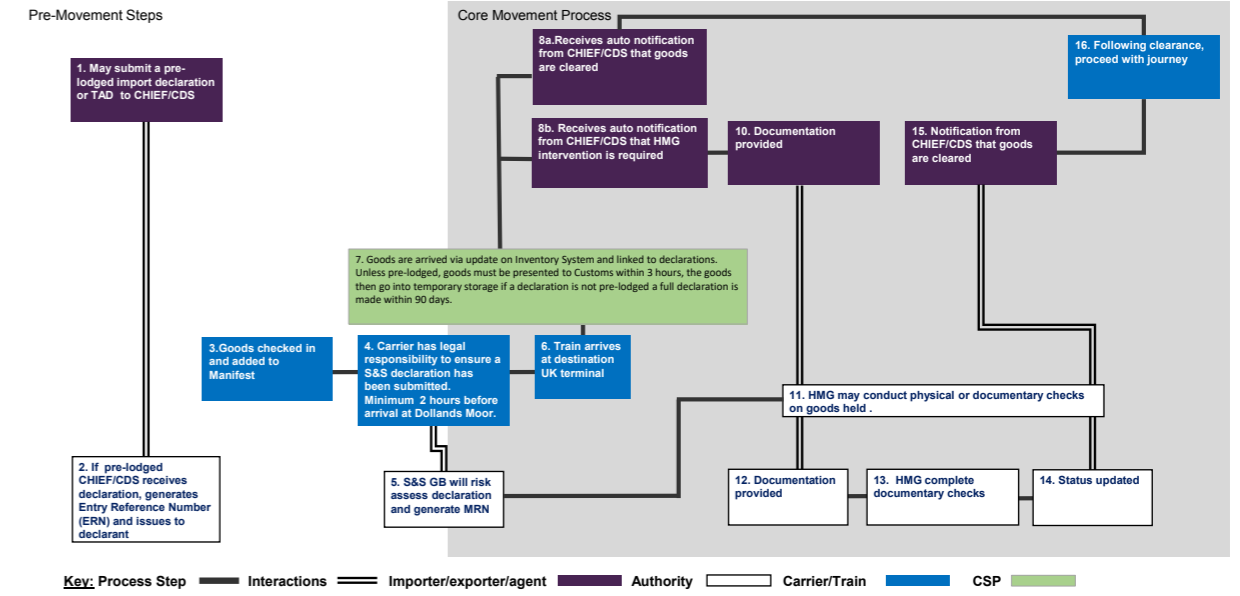 Pre-Movement Steps
Core Movement Process
1. May submit a pre-
lodged import declaration
or TAD to CHIEF/CDS
8a.Receives auto notification
from CHIEF/CDS that goods
are cleared
16. Following clearance,
proceed with journey
8b. Receives auto notification
from CHIEF/CDS that HMG
intervention is required
10. Documentation
provided
15. Notification from
CHIEF/CDS that goods
are cleared
7. Goods are arrived via update on Inventory System and linked to declarations.
Unless pre-lodged, goods must be presented to Customs within 3 hours, the goods
then go into temporary storage if a declaration is not pre-lodged a full declaration is
made within 90 days.
3.Goods checked in
and added to
Manifest
4. Carrier has legal
responsibility to ensure a
S&S declaration has
been submitted.
Minimum 2 hours before
arrival at Dollands Moor.
6. Train arrives
at destination
UK terminal
11. HMG may conduct physical or documentary checks
on goods held .
2. If pre-lodged
CHIEF/CDS receives
declaration, generates
Entry Reference Number
(ERN) and issues to
declarant
5. S&S GB will risk
assess declaration
and generate MRN
12. Documentation
provided
13. HMG complete
documentary checks
14. Status updated
Key: Process Step Interactions Importer/exporter/agent Authority Carrier/Train CSP